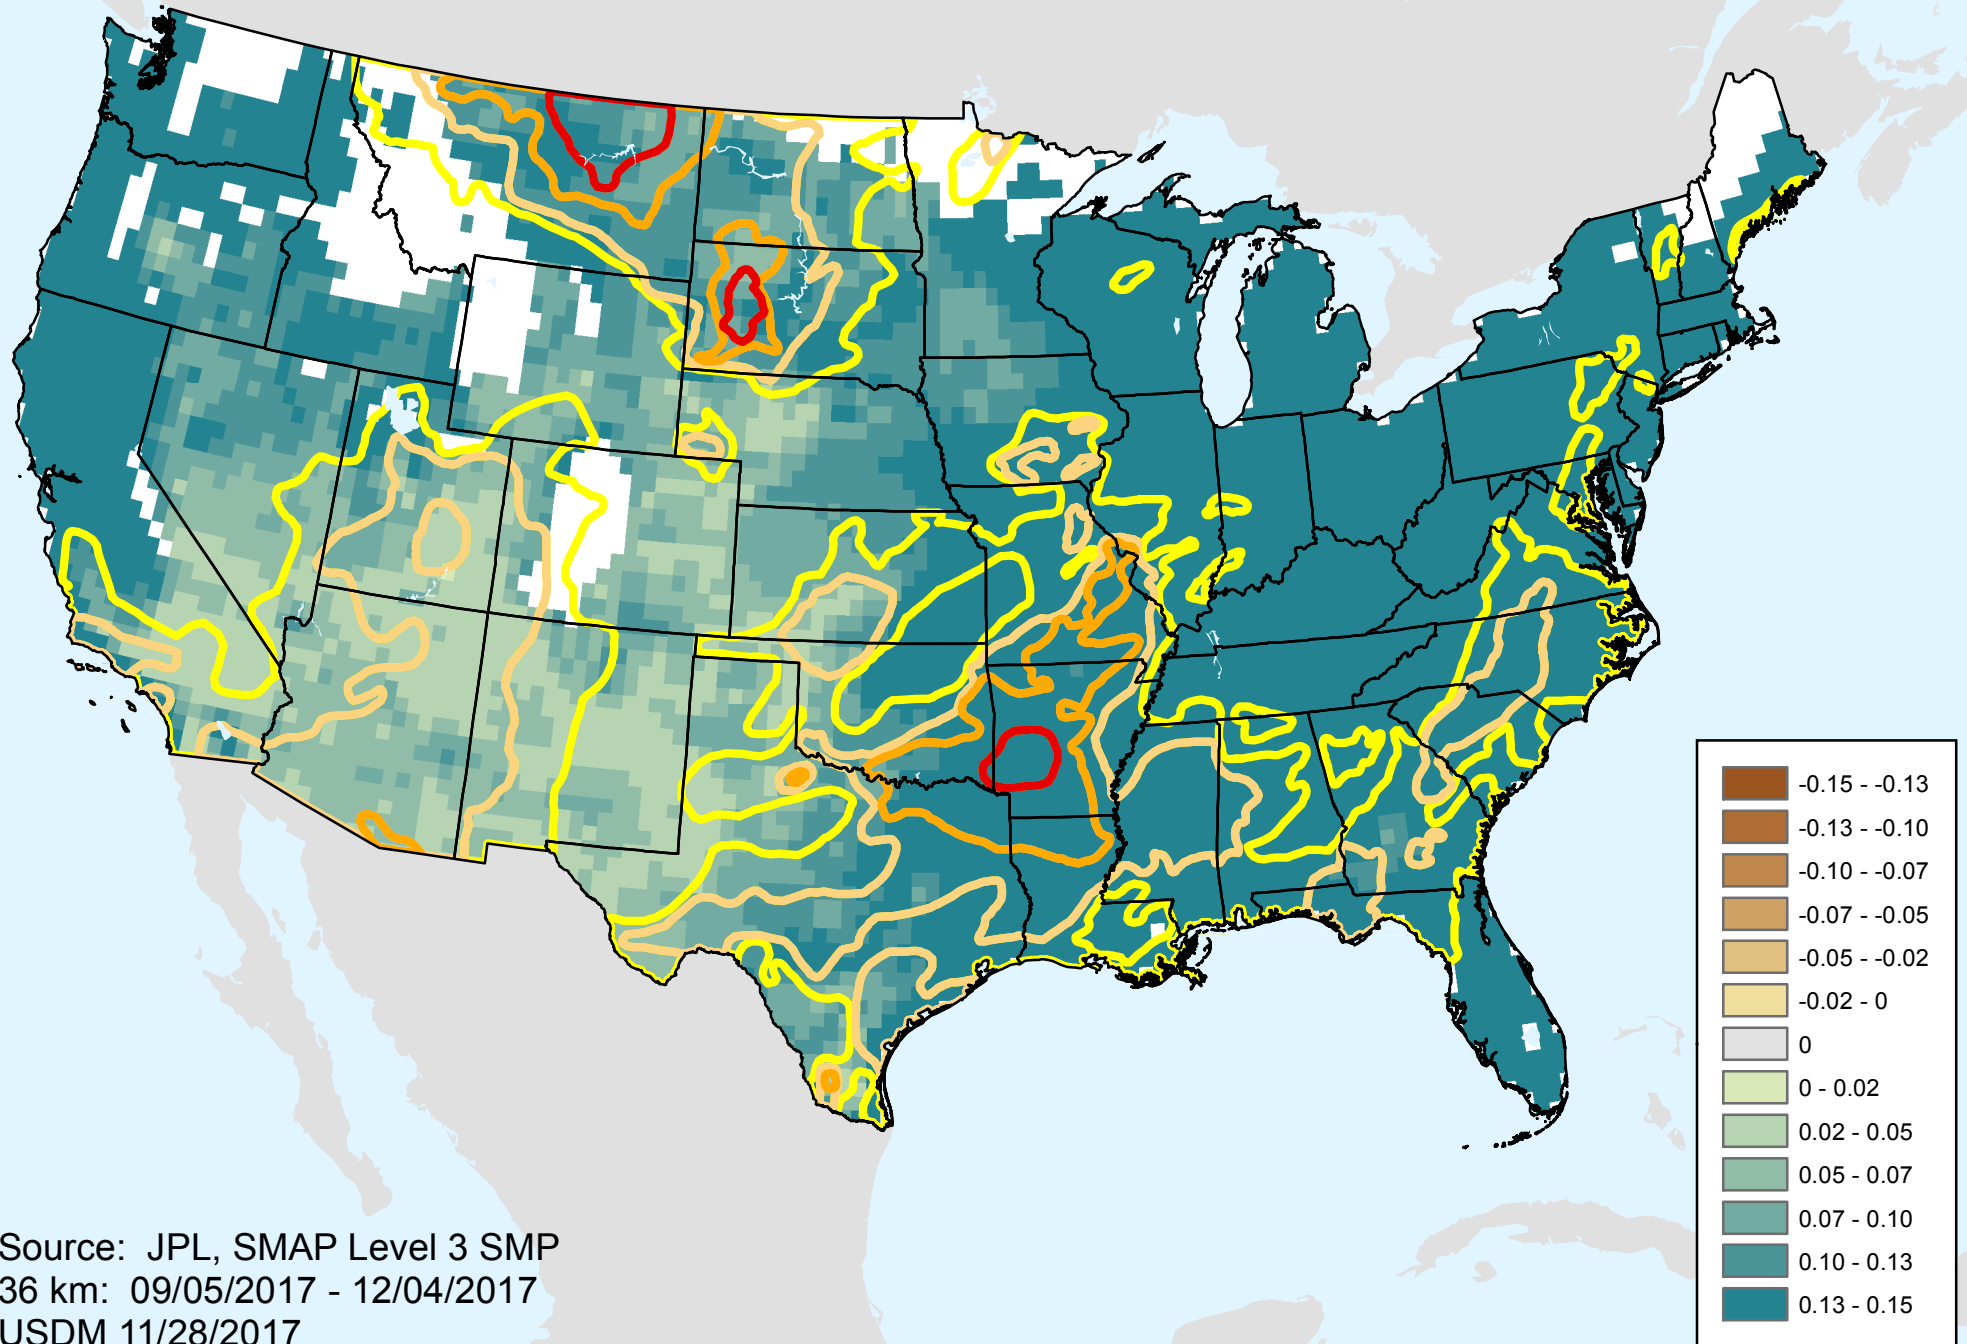 -0.15 - -0.13
-0.13 - -0.10
-0.10 - -0.07
-0.07 - -0.05
-0.05 - -0.02
-0.02 - 0
0
0 - 0.02
0.02 - 0.05
0.05 - 0.07
0.07 - 0.10
0.10 - 0.13
0.13 - 0.15
Source: JPL, SMAP Level 3 SMP
36 km: 09/05/2017 - 12/04/2017
USDM 11/28/2017